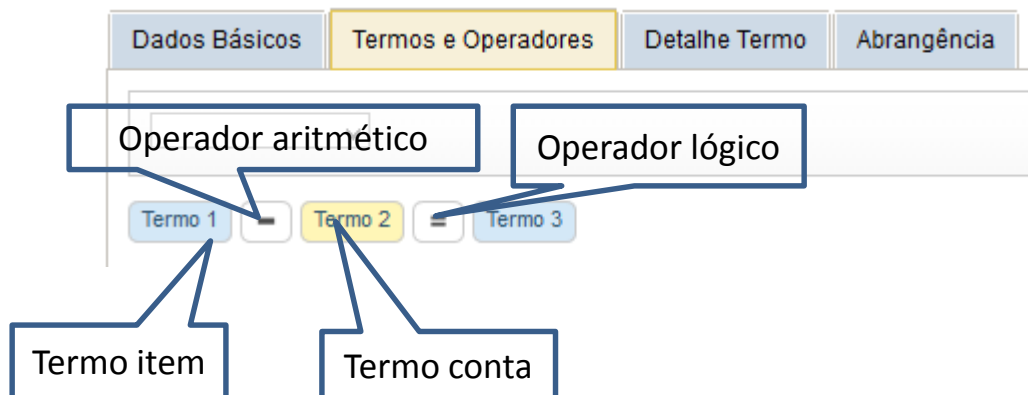 Dados Básicos Termos e Operadores Detalhe Termo Abrangência
Operador aritmético
Operador lógico
Termo 1 - Termo 2 = Termo 3
Termo item
Termo conta